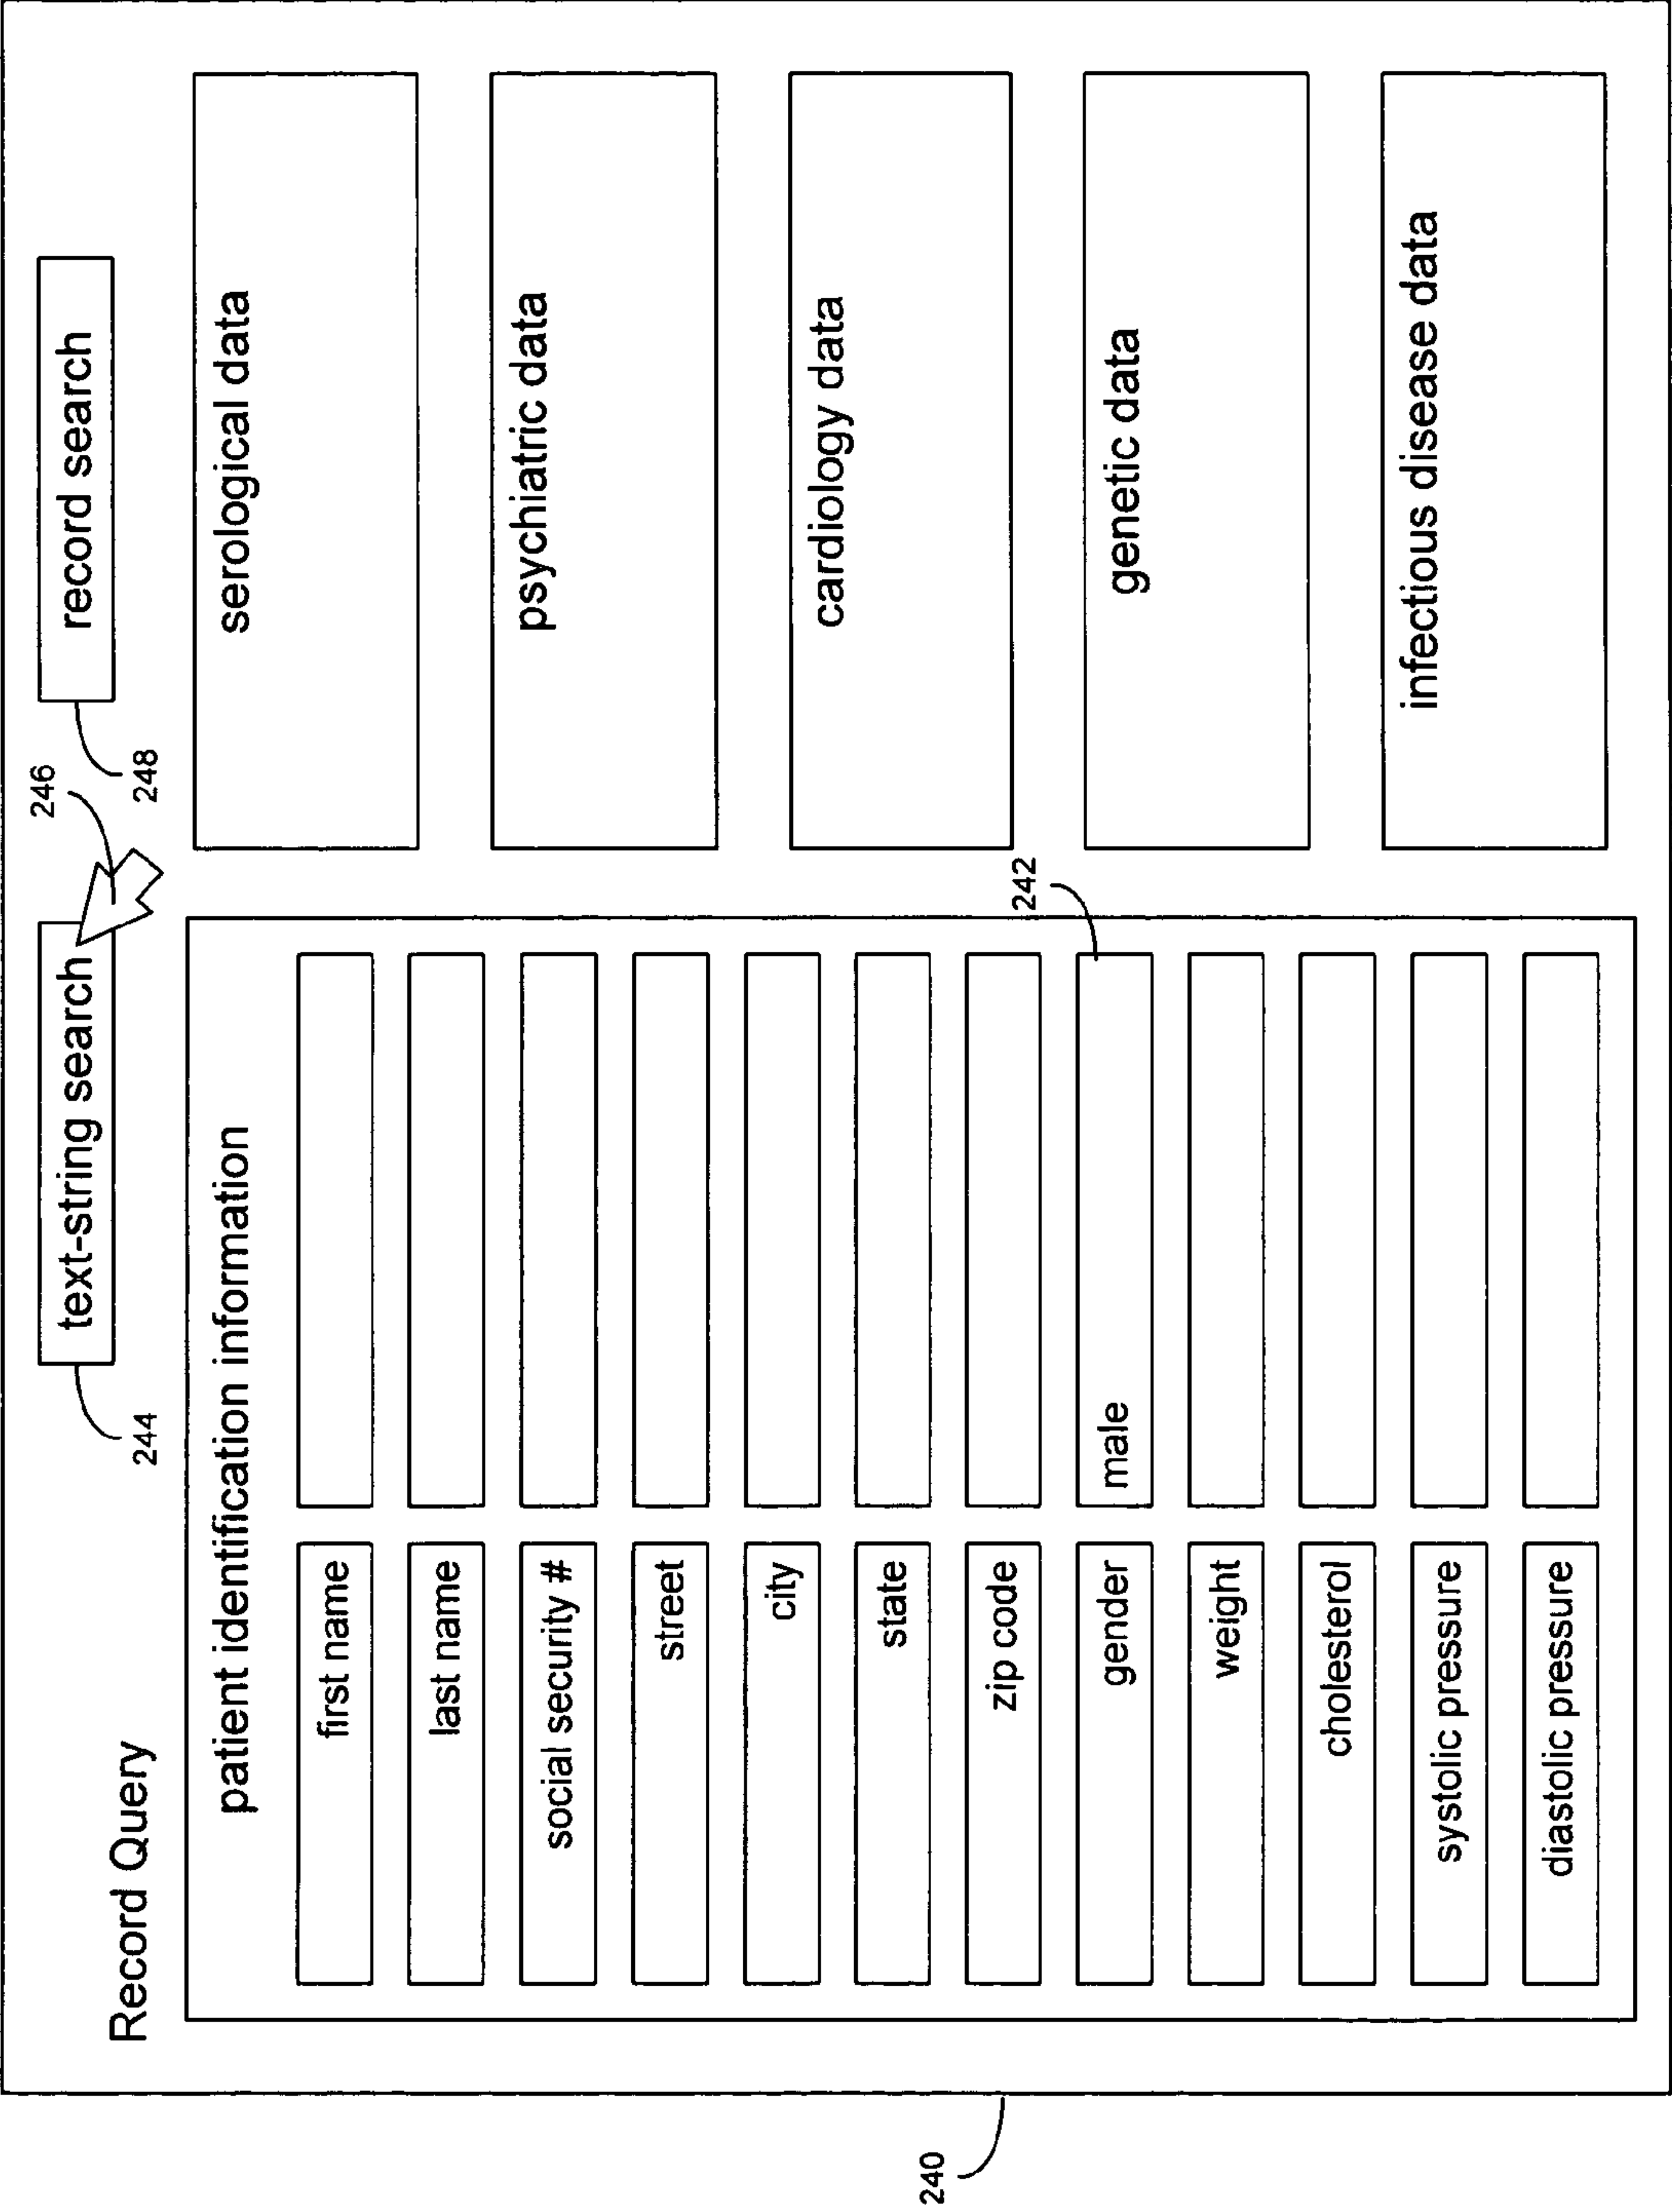 Record Query
244
text-string search
246
248
record search
patient identification information
first name
last name
social security #
street
city
state
zip code
gender
male
242
weight
cholesterol
systolic pressure
diastolic pressure
serological data
psychiatric data
cardiology data
genetic data
infectious disease data
240